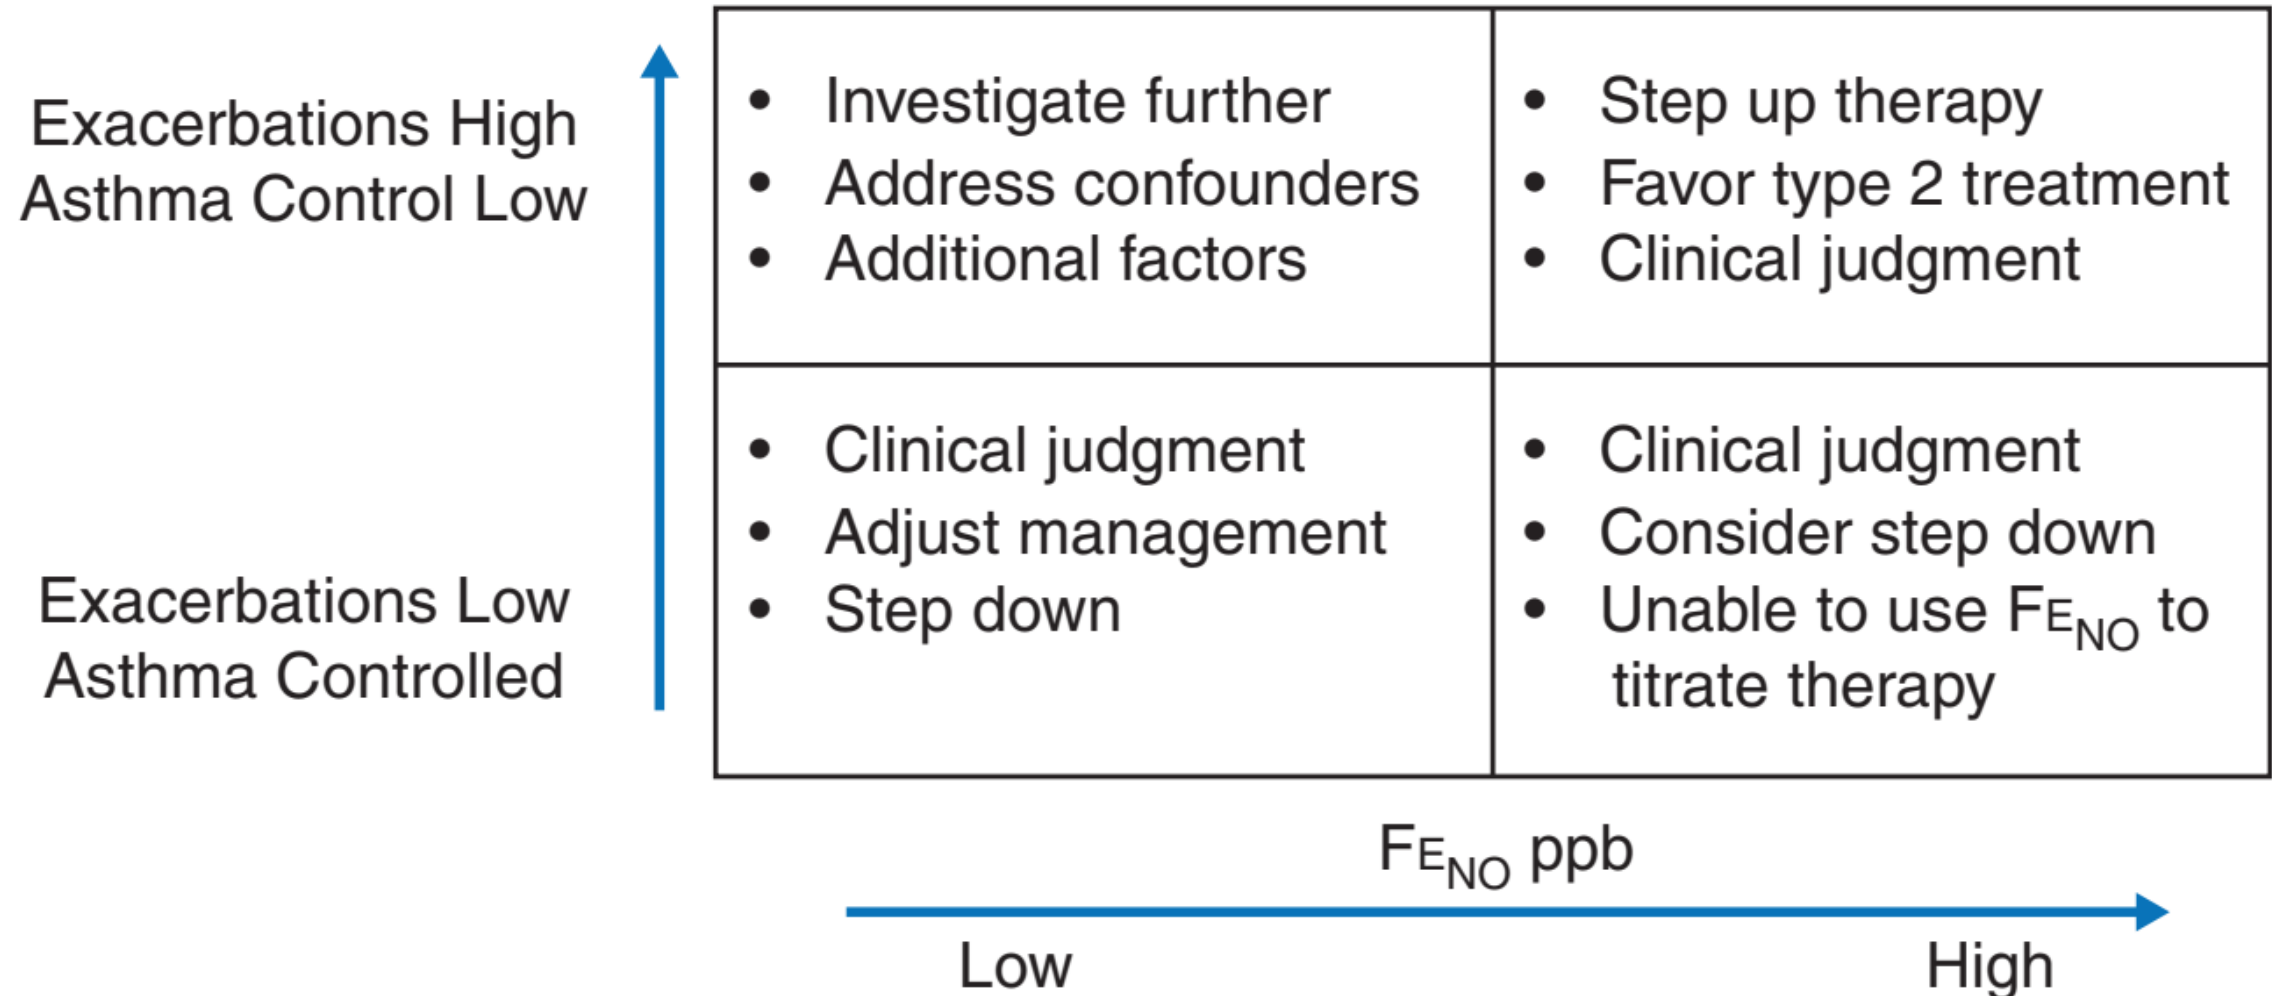 Exacerbations High
Asthma Control Low
• Investigate further
• Address confounders
• Additional factors
• Step up therapy
• Favor type 2 treatment
• Clinical judgment
Exacerbations Low
Asthma Controlled
• Clinical judgment
• Adjust management
• Step down
• Clinical judgment
• Consider step down
• Unable to use FENO to
titrate therapy
FENO ppb
Low
High